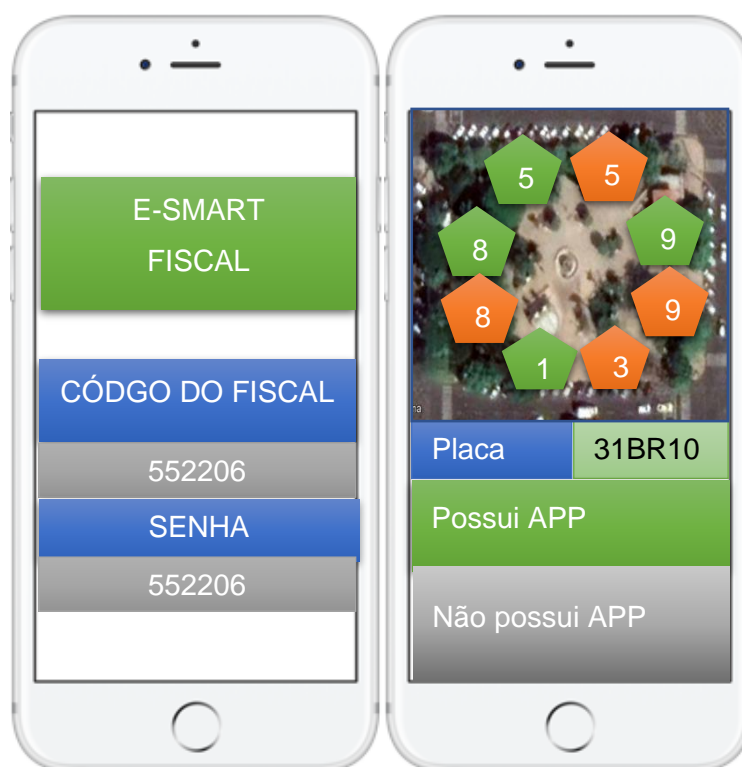 E-SMART
FISCAL
CÓDGO DO FISCAL
552206
SENHA
552206
5
5
8
9
8
9
1
3
na
Placa
31BR10
Possui APP
Não possui APP